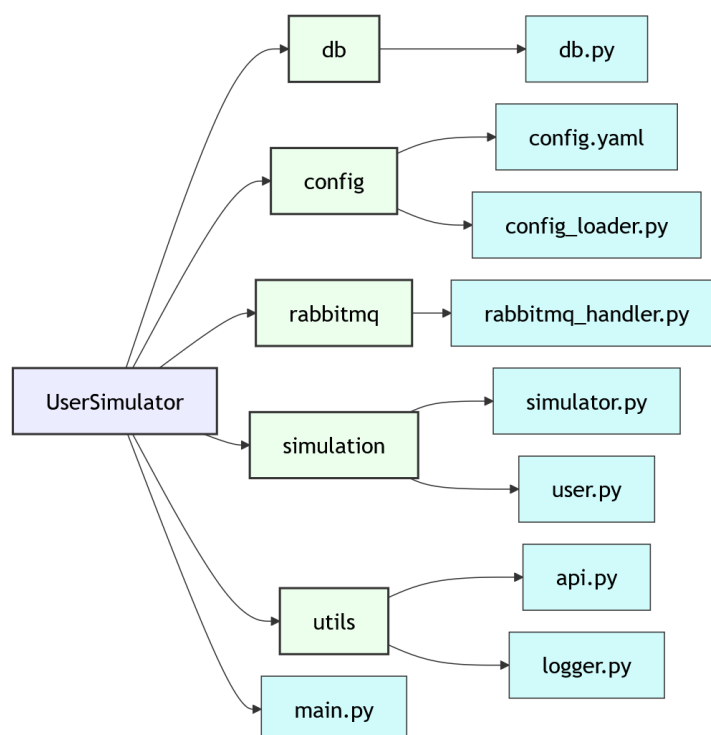 db
db.py
config
config.yaml
config_loader.py
rabbitmq
rabbitmq_handler.py
UserSimulator
simulation
simulator.py
user.py
utils
api.py
logger.py
main.py